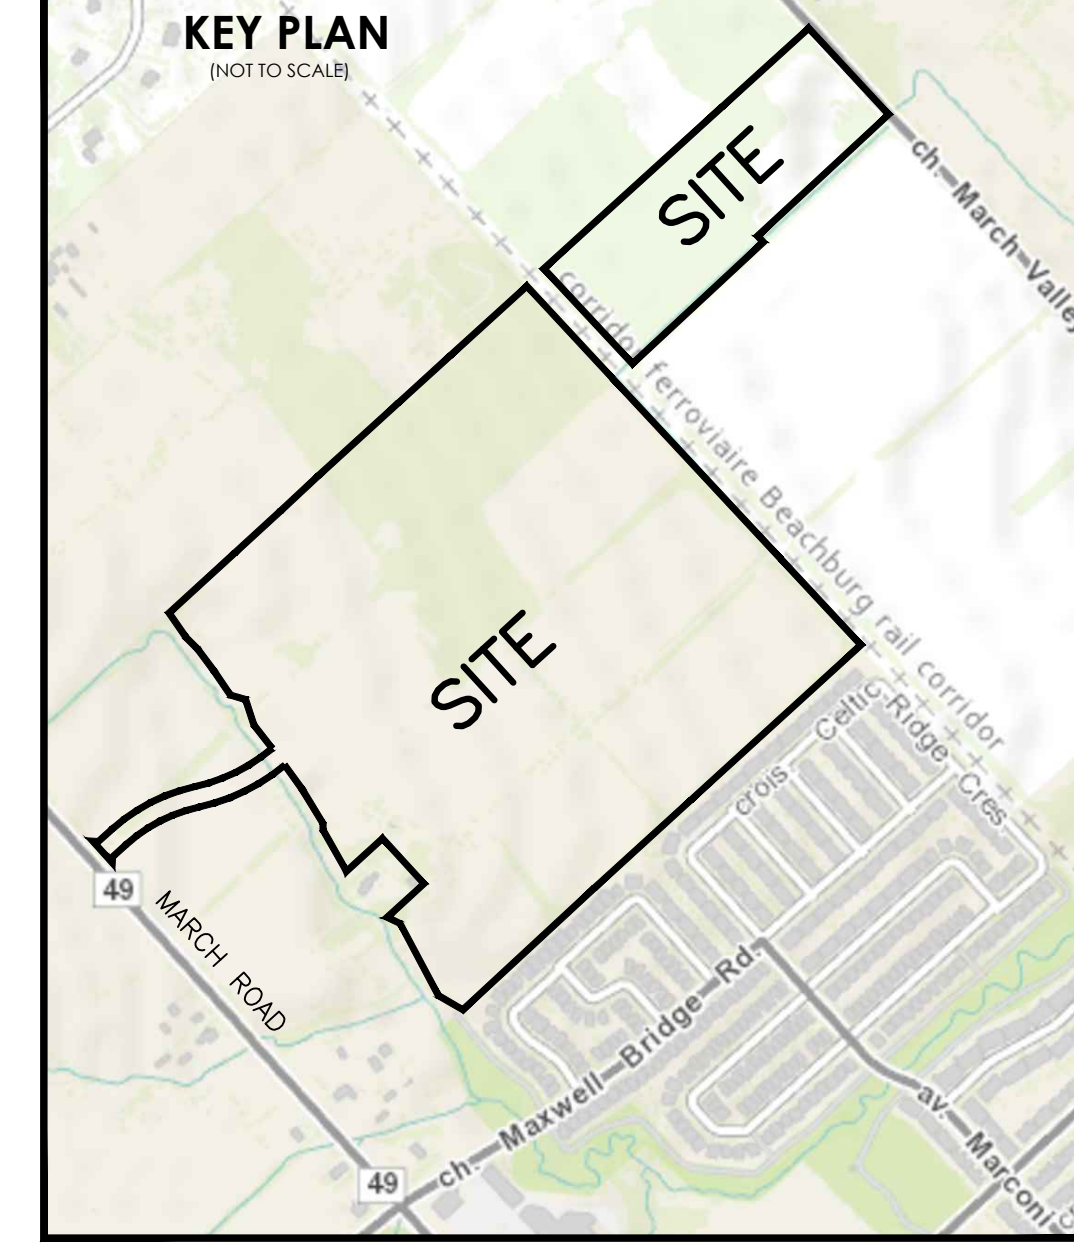 KEY PLAN
(NOT TO SCALE)
SITE
ch. March Valley
corridor ferroviaire Beachburg rail corridor
SITE
crois Celtic Ridge Cres
49
MARCH ROAD
ch. Maxwell Bridge Rd.
av. Marconi
49